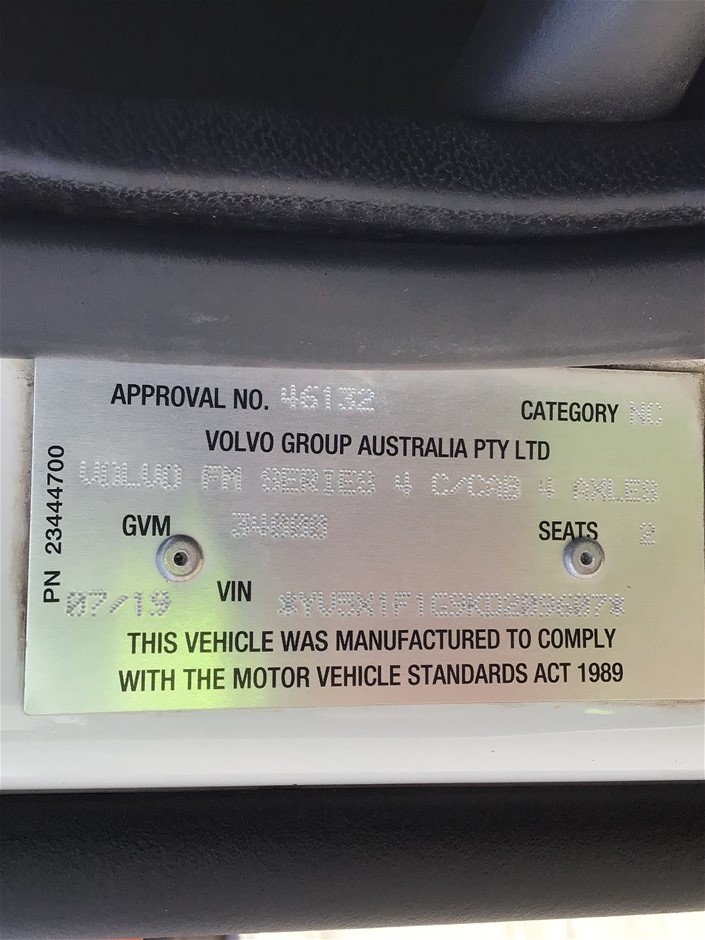 APPROVAL NO. 46132 CATEGORY NC
VOLVO GROUP AUSTRALIA PTY LTD
VOLVO FM SERIES 4 C/CAB 4 AXLES
GVM 34000 SEATS 2
07/19 VIN *YV5X1F1G9KD209607*
THIS VEHICLE WAS MANUFACTURED TO COMPLY
WITH THE MOTOR VEHICLE STANDARDS ACT 1989
PN 23444700